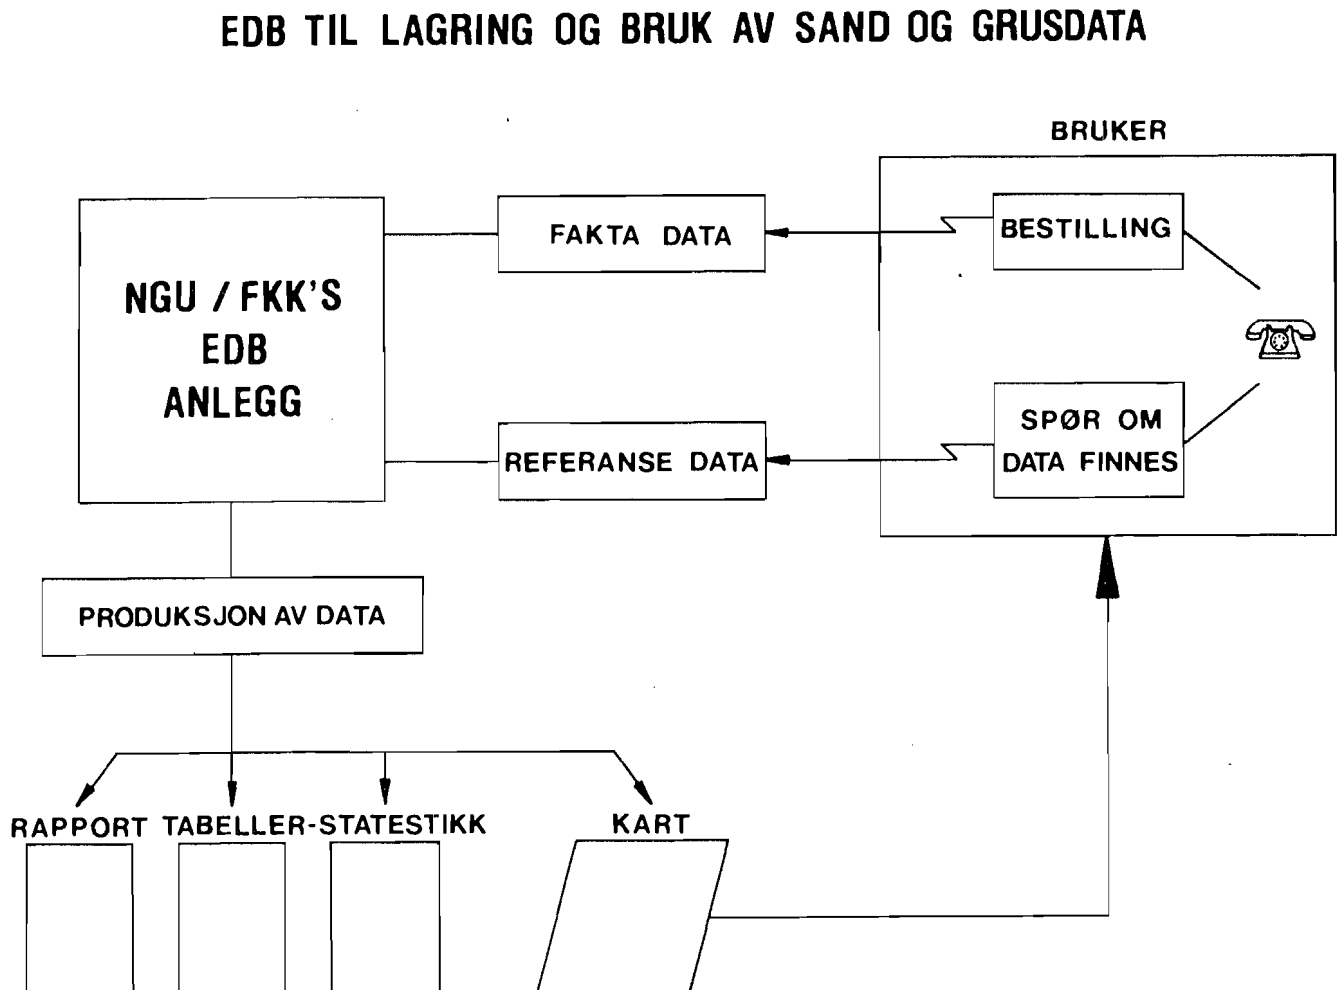 EDB TIL LAGRING OG BRUK AV SAND OG GRUSDATA
BRUKER
NGU / FKK'S
EDB
ANLEGG
FAKTA DATA
BESTILLING
REFERANSE DATA
SPØR OM
DATA FINNES
PRODUKSJON AV DATA
RAPPORT TABELLER-STATESTIKK KART